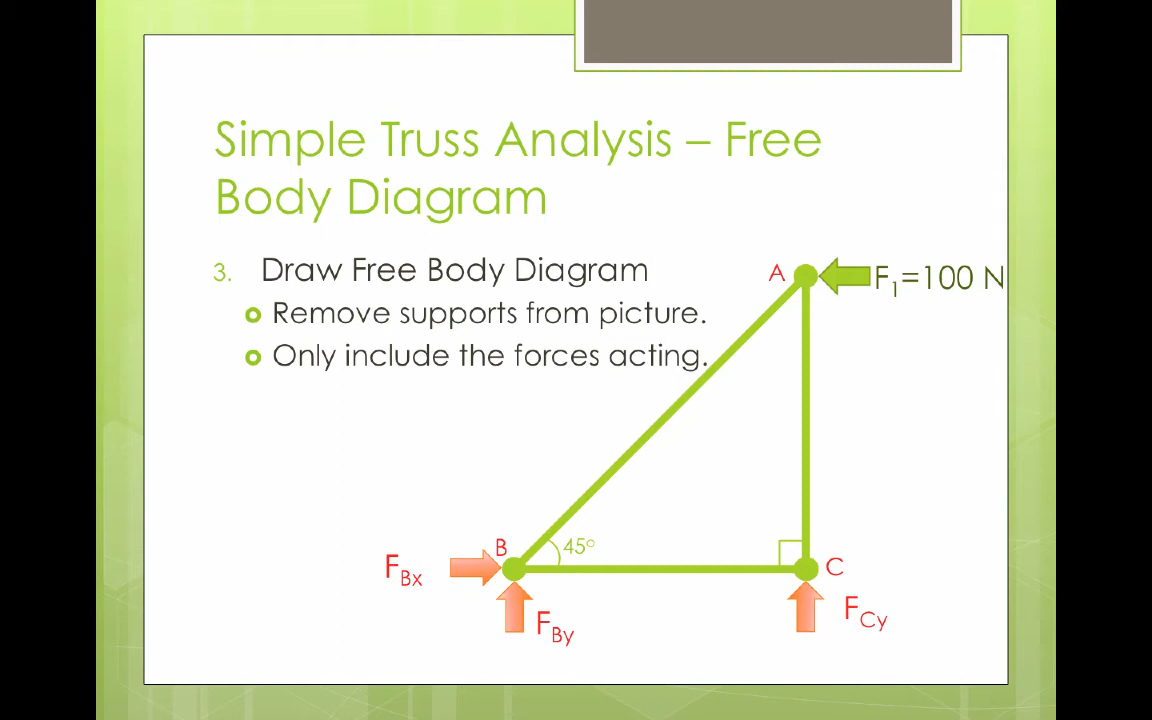 Simple Truss Analysis – Free
Body Diagram
3. Draw Free Body Diagram
Remove supports from picture.
Only include the forces acting.
A
F1=100 N
B
45°
C
FBx
FBy
FCy